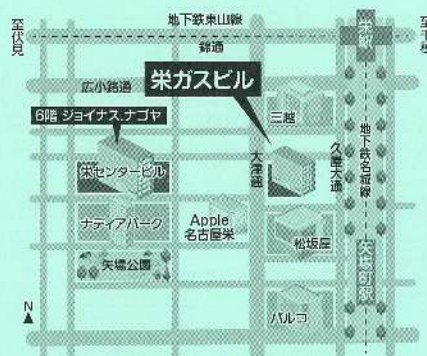 地下鉄東山線
至伏見
栄駅
至千種
錦通
広小路通
栄ガスビル
三越
6階 ジョイナス.ナゴヤ
栄センタービル
大津通
久屋大通
地下鉄名城線
ナディアパーク
Apple
名古屋栄
松坂屋
矢場町駅
矢場公園
パルコ
N